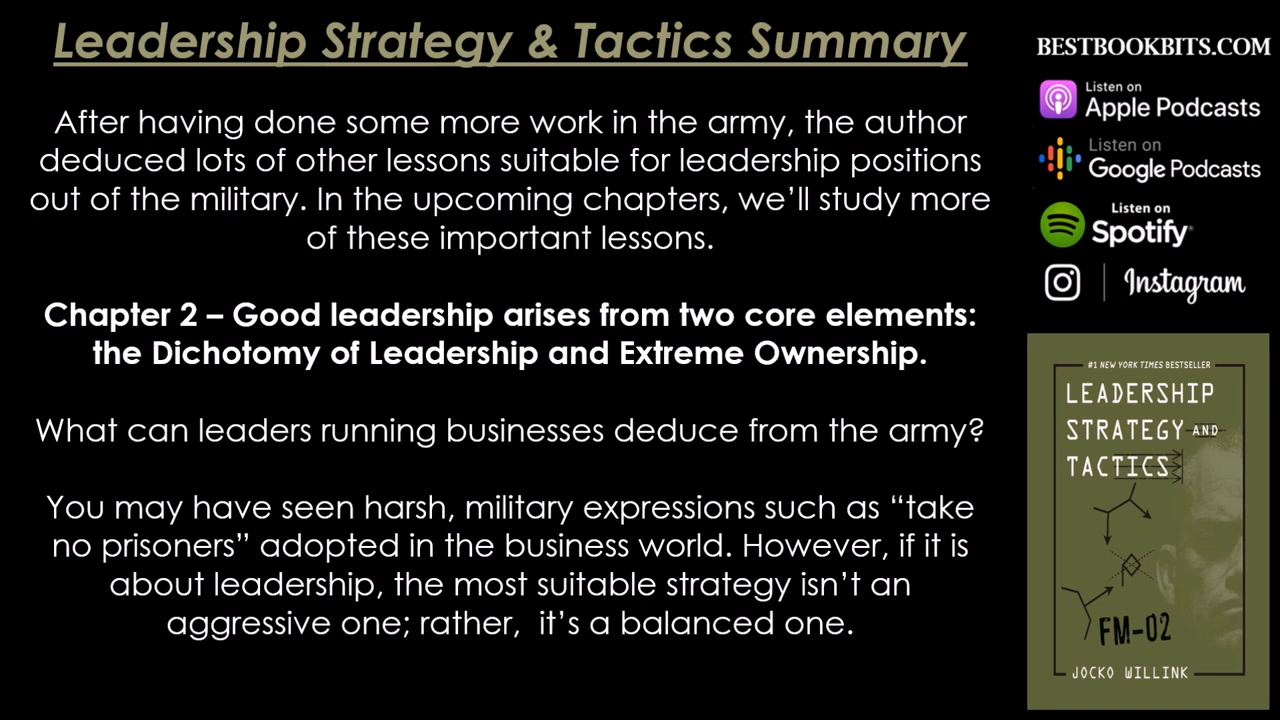 Leadership Strategy & Tactics Summary
After having done some more work in the army, the author
deduced lots of other lessons suitable for leadership positions
out of the military. In the upcoming chapters, we’ll study more
of these important lessons.
Chapter 2 – Good leadership arises from two core elements:
the Dichotomy of Leadership and Extreme Ownership.
What can leaders running businesses deduce from the army?
You may have seen harsh, military expressions such as “take
no prisoners” adopted in the business world. However, if it is
about leadership, the most suitable strategy isn’t an
aggressive one; rather,  it’s a balanced one.
BESTBOOKBITS.COM
Listen on
Apple Podcasts
Listen on
Google Podcasts
Listen on
Spotify
Instagram
#1 NEW YORK TIMES BESTSELLER
LEADERSHIP
STRATEGY AND
TACTICS
FM-02
JOCKO WILLINK